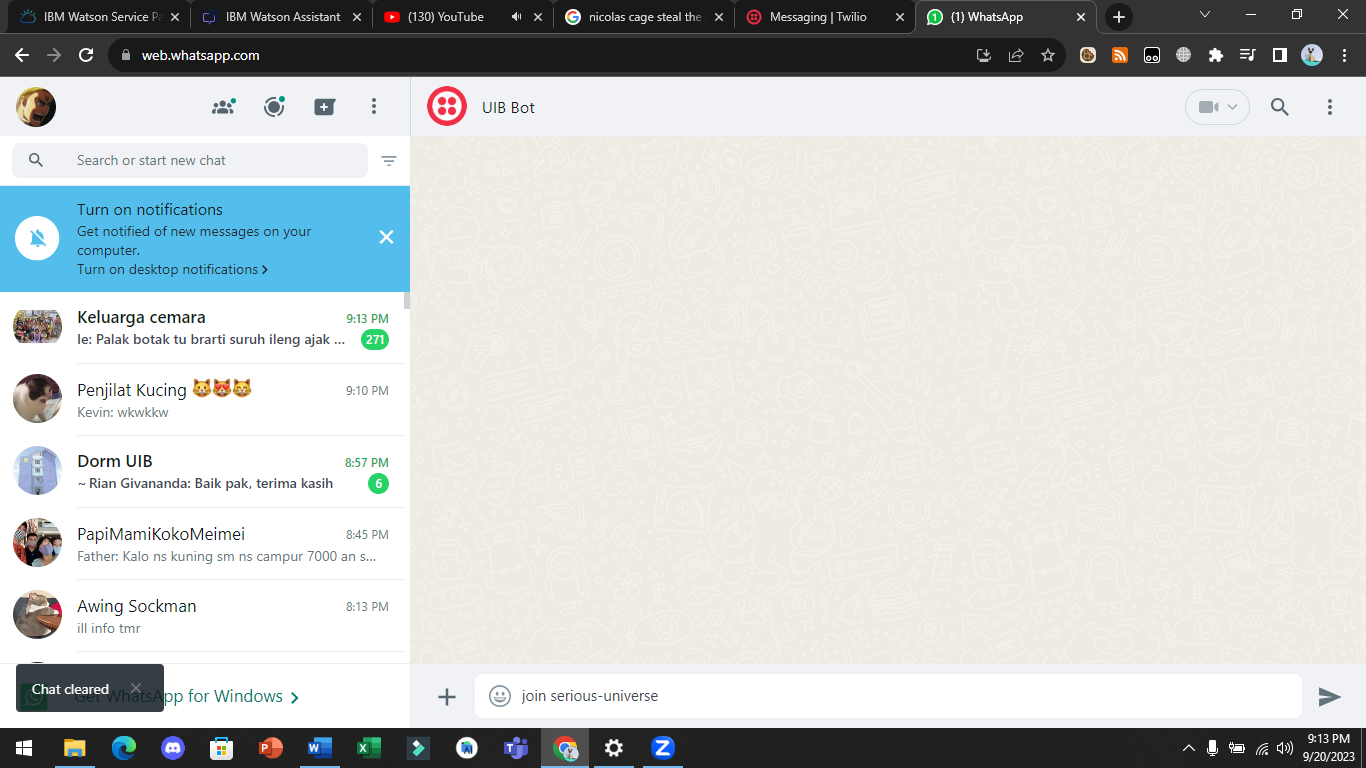 IBM Watson Service Pa
IBM Watson Assistant
(130) YouTube
nicolas cage steal the
Messaging | Twilio
(1) WhatsApp
web.whatsapp.com
UIB Bot
Search or start new chat
Turn on notifications
Get notified of new messages on your
computer.
Turn on desktop notifications
Keluarga cemara
9:13 PM
Ie: Palak botak tu brarti suruh ileng ajak ...
271
Penjilat Kucing 😺😻😸
9:10 PM
Kevin: wkwkkw
Dorm UIB
8:57 PM
~ Rian Givananda: Baik pak, terima kasih
6
PapiMamiKokoMeimei
8:45 PM
Father: Kalo ns kuning sm ns campur 7000 an s...
Awing Sockman
8:13 PM
ill info tmr
Chat cleared
Get WhatsApp for Windows
join serious-universe
9:13 PM
9/20/2023